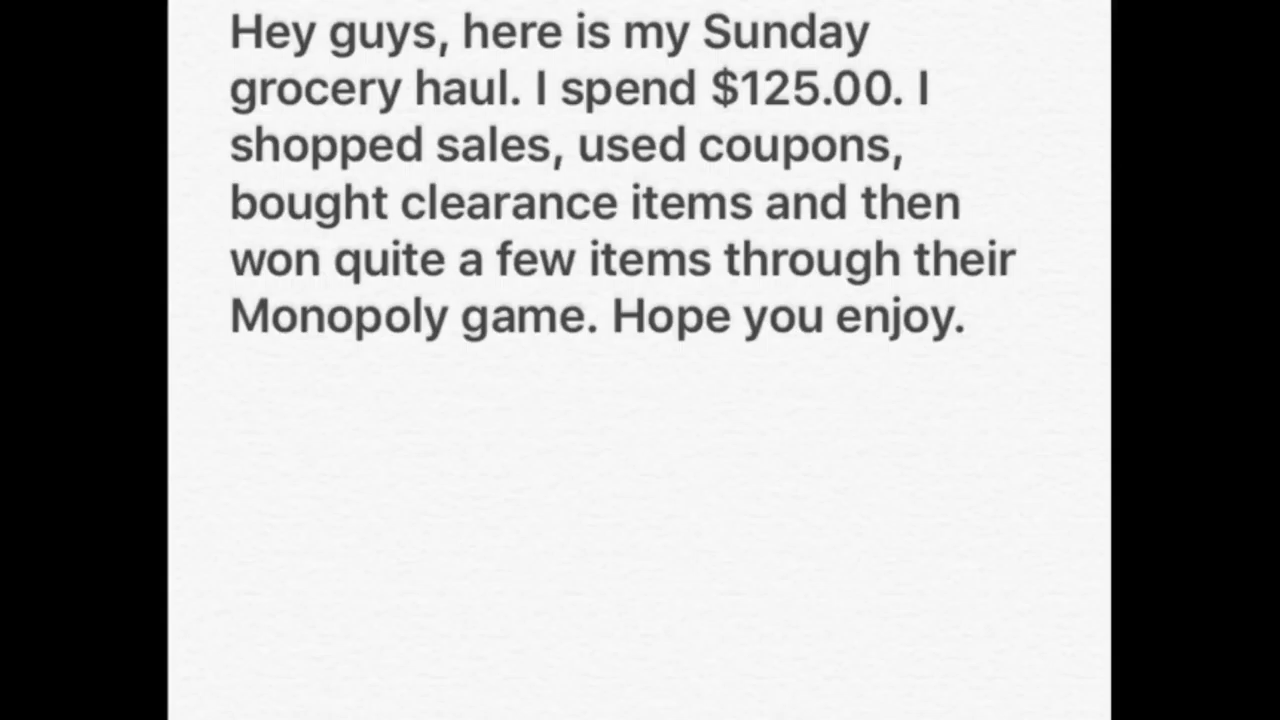 Hey guys, here is my Sunday
grocery haul. I spend $125.00. I
shopped sales, used coupons,
bought clearance items and then
won quite a few items through their
Monopoly game. Hope you enjoy.